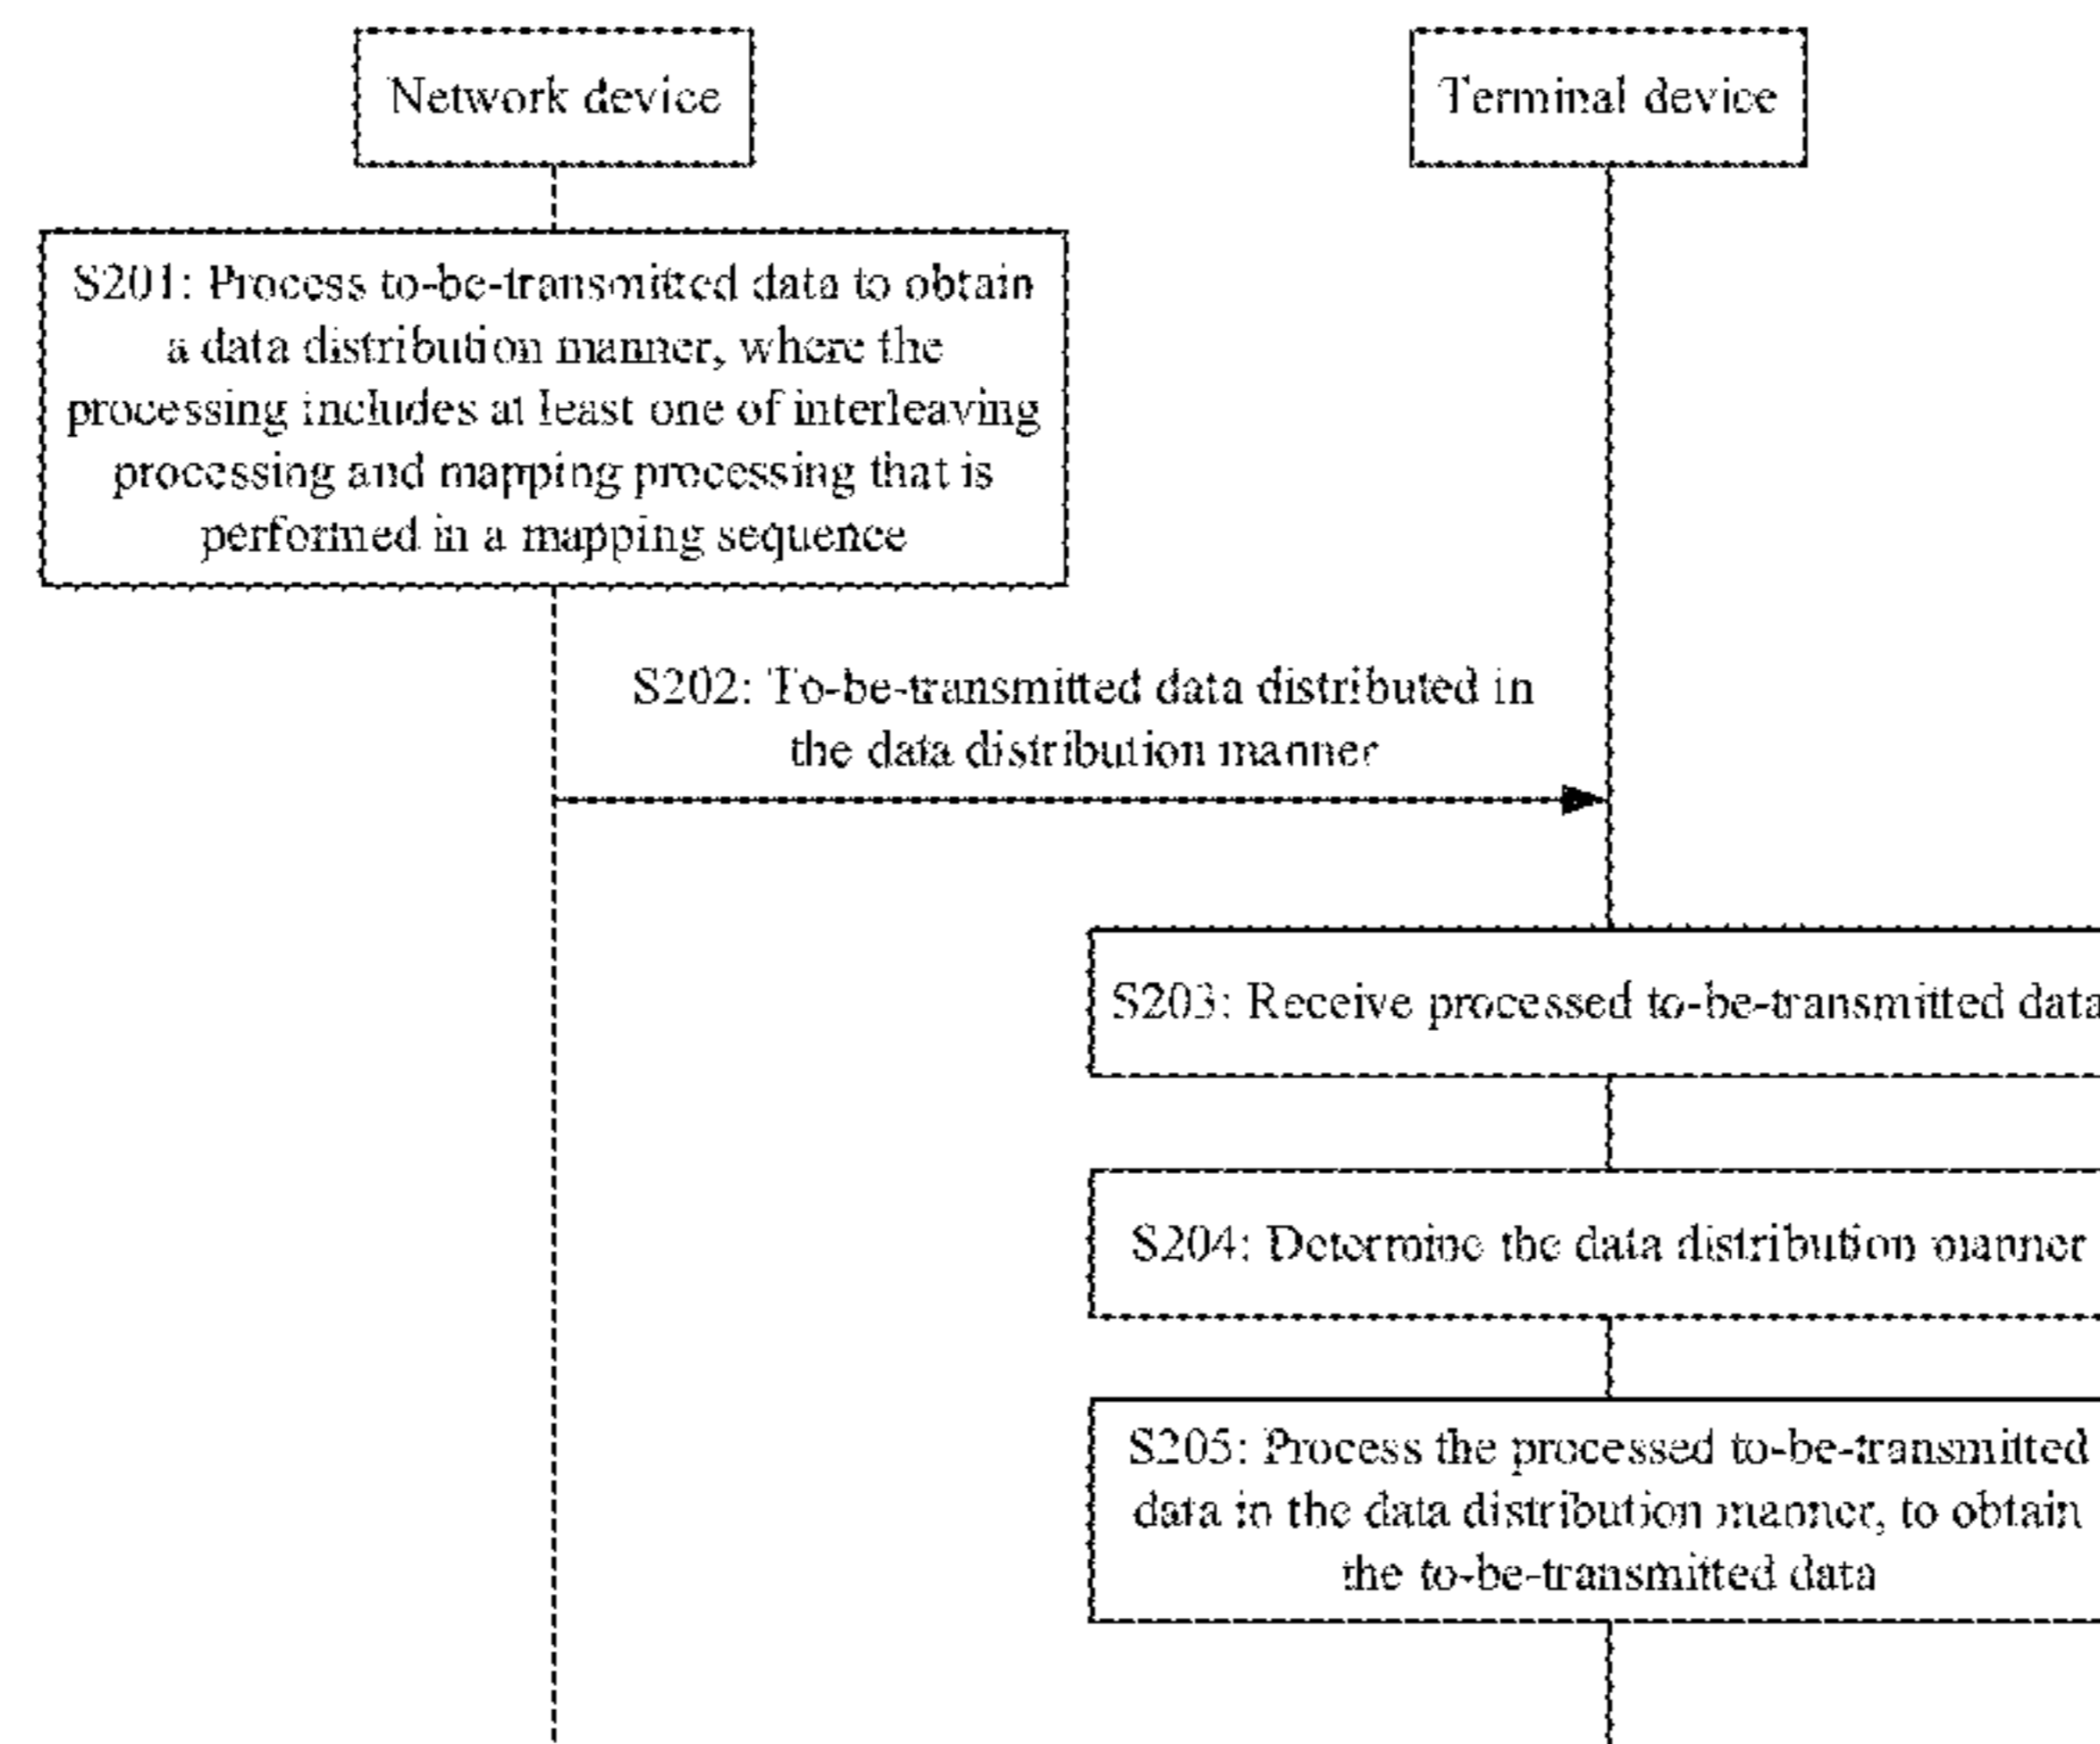 Network device
Terminal device
S201: Process to-be-transmitted data to obtain
a data distribution manner, where the
processing includes at least one of interleaving
processing and mapping processing that is
performed in a mapping sequence
S202: To-be-transmitted data distributed in
the data distribution manner
S203: Receive processed to-be-transmitted data
S204: Determine the data distribution manner
S205: Process the processed to-be-transmitted
data in the data distribution manner, to obtain
the to-be-transmitted data